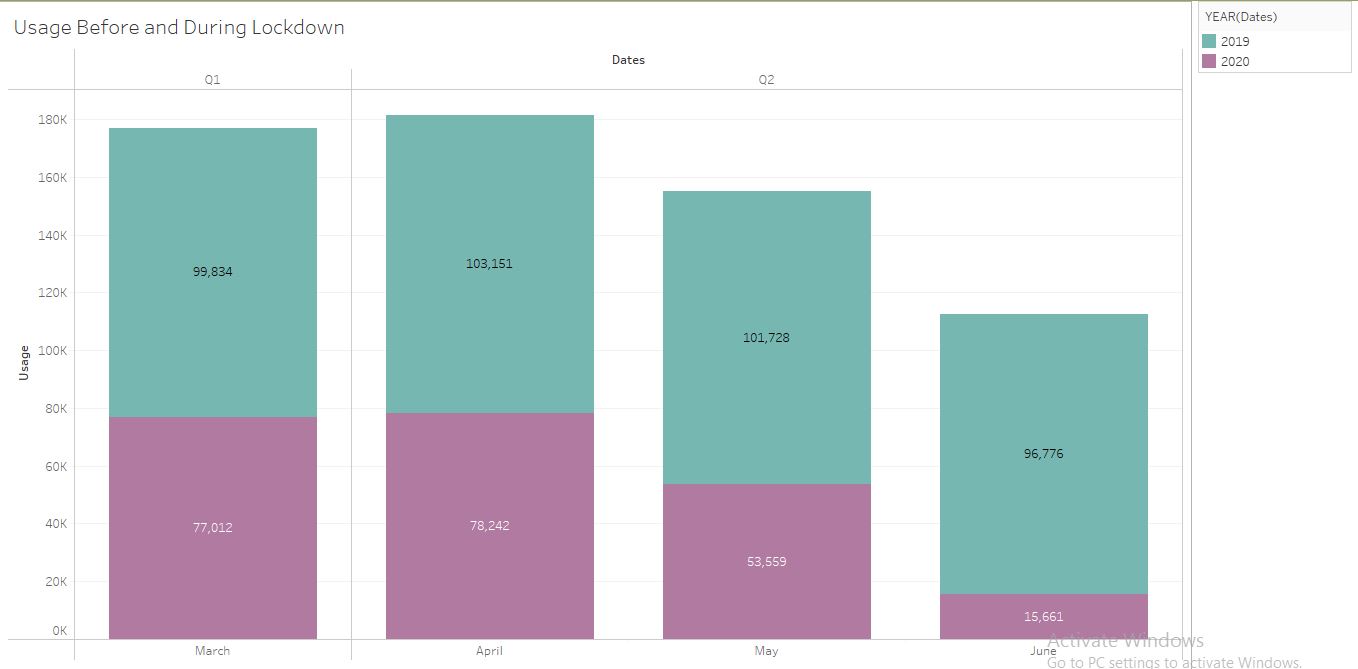 Usage Before and During Lockdown
YEAR(Dates)
2019
2020
Dates
Q1
Q2
Usage
180K
160K
140K
120K
100K
80K
60K
40K
20K
0K
99,834
103,151
101,728
96,776
77,012
78,242
53,559
15,661
March
April
May
June
Activate Windows
Go to PC settings to activate Windows.